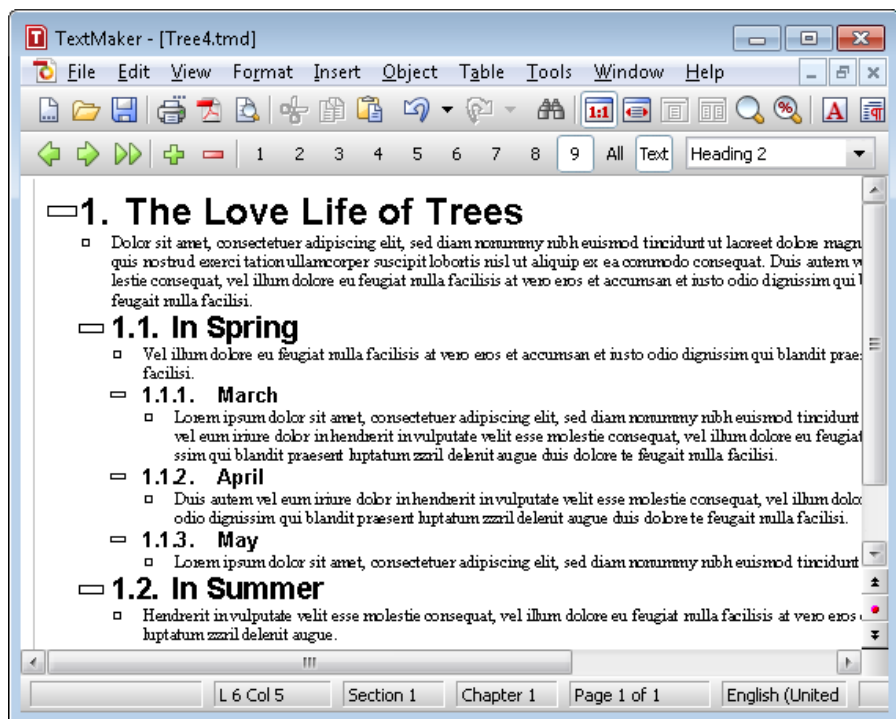 TextMaker - [Tree4.tmd]
File Edit View Format Insert Object Table Tools Window Help
1:1 % A
1 2 3 4 5 6 7 8 9 All Text Heading 2
1. The Love Life of Trees
Dolor sit amet, consectetuer adipiscing elit, sed diam nonummy nibh euismod tincidunt ut laoreet dolore magn
quis nostrud exerci tation ullamcorper suscipit lobortis nisl ut aliquip ex ea commodo consequat. Duis autem v
lestie consequat, vel illum dolore eu feugiat nulla facilisis at vero eros et accumsan et iusto odio dignissim qui
feugait nulla facilisi.
1.1. In Spring
Vel illum dolore eu feugiat nulla facilisis at vero eros et accumsan et iusto odio dignissim qui blandit prae
facilisi.
1.1.1. March
Lorem ipsum dolor sit amet, consectetuer adipiscing elit, sed diam nonummy nibh euismod tincidunt
vel eum iriure dolor in hendrerit in vulputate velit esse molestie consequat, vel illum dolore eu feugiat
ssim qui blandit praesent luptatum zzril delenit augue duis dolore te feugait nulla facilisi.
1.1.2. April
Duis autem vel eum iriure dolor in hendrerit in vulputate velit esse molestie consequat, vel illum dolo
odio dignissim qui blandit praesent luptatum zzril delenit augue duis dolore te feugait nulla facilisi.
1.1.3. May
Lorem ipsum dolor sit amet, consectetuer adipiscing elit, sed diam nonummy nibh euismod tincidunt
1.2. In Summer
Hendrerit in vulputate velit esse molestie consequat, vel illum dolore eu feugiat nulla facilisis at vero eros
luptatum zzril delenit augue.
L 6 Col 5 Section 1 Chapter 1 Page 1 of 1 English (United